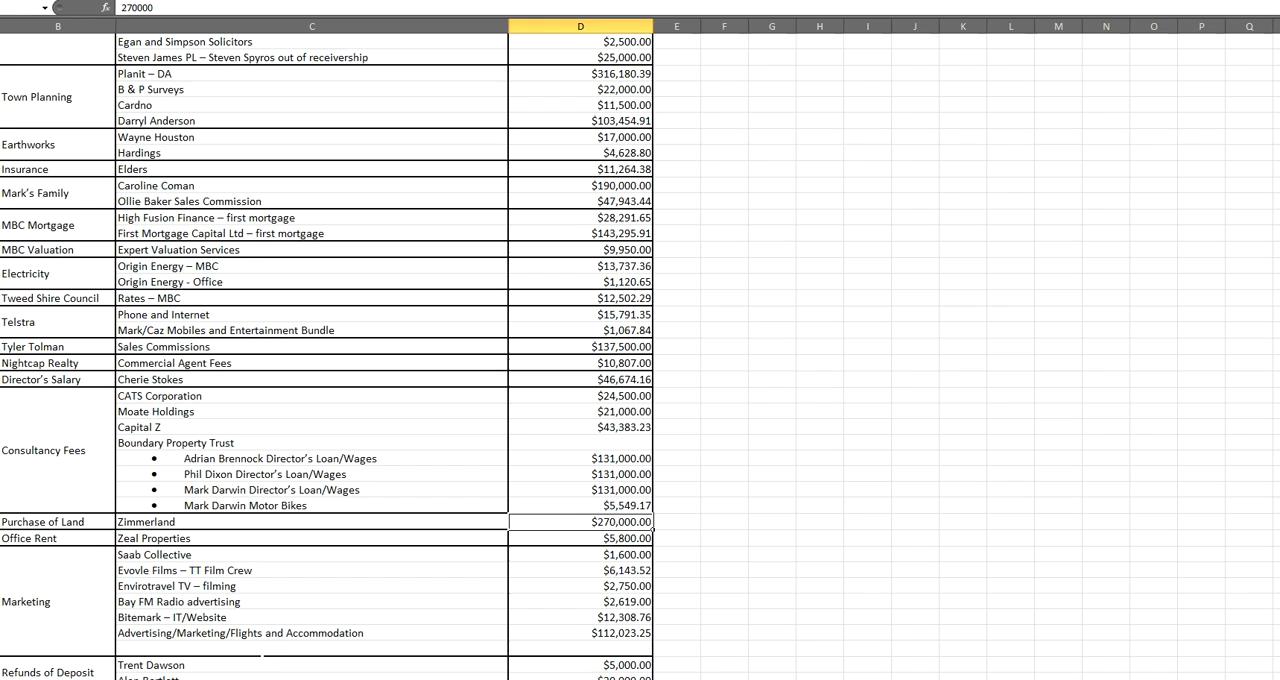 fx 270000
B C D E F G H I J K L M N O P Q
Egan and Simpson Solicitors $2,500.00
Steven James PL – Steven Spyros out of receivership $25,000.00
Town Planning
Planit – DA $316,180.39
B & P Surveys $22,000.00
Cardno $11,500.00
Darryl Anderson $103,454.91
Earthworks
Wayne Houston $17,000.00
Hardings $4,628.80
Insurance Elders $11,264.38
Mark's Family
Caroline Coman $190,000.00
Ollie Baker Sales Commission $47,943.44
MBC Mortgage
High Fusion Finance – first mortgage $28,291.65
First Mortgage Capital Ltd – first mortgage $143,295.91
MBC Valuation Expert Valuation Services $9,950.00
Electricity
Origin Energy – MBC $13,737.36
Origin Energy - Office $1,120.65
Tweed Shire Council Rates – MBC $12,502.29
Telstra
Phone and Internet $15,791.35
Mark/Caz Mobiles and Entertainment Bundle $1,067.84
Tyler Tolman Sales Commissions $137,500.00
Nightcap Realty Commercial Agent Fees $10,807.00
Director's Salary Cherie Stokes $46,674.16
Consultancy Fees
CATS Corporation $24,500.00
Moate Holdings $21,000.00
Capital Z $43,383.23
Boundary Property Trust
• Adrian Brennock Director's Loan/Wages $131,000.00
• Phil Dixon Director's Loan/Wages $131,000.00
• Mark Darwin Director's Loan/Wages $131,000.00
• Mark Darwin Motor Bikes $5,549.17
Purchase of Land Zimmerland $270,000.00
Office Rent Zeal Properties $5,800.00
Marketing
Saab Collective $1,600.00
Evovle Films – TT Film Crew $6,143.52
Envirotravel TV – filming $2,750.00
Bay FM Radio advertising $2,619.00
Bitemark – IT/Website $12,308.76
Advertising/Marketing/Flights and Accommodation $112,023.25
Refunds of Deposit
Trent Dawson $5,000.00